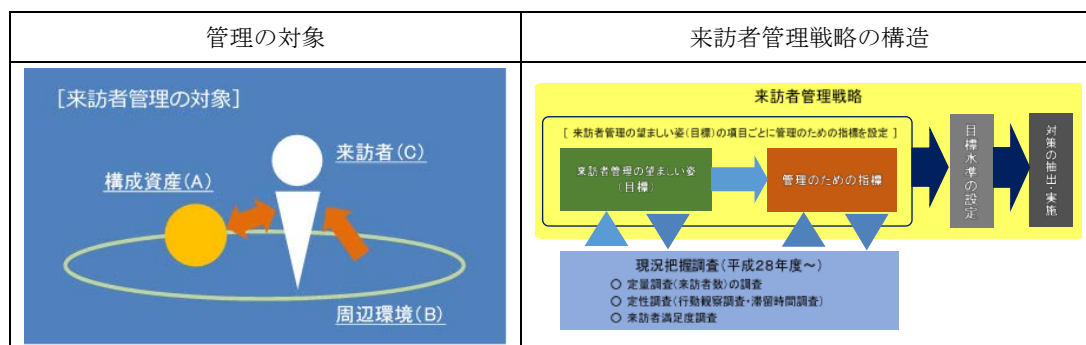 管理の対象
来訪者管理戦略の構造
[来訪者管理の対象]
来訪者(C)
構成資産(A)
周辺環境(B)
来訪者管理戦略
[ 来訪者管理の望ましい姿(目標)の項目ごとに管理のための指標を設定 ]
来訪者管理の望ましい姿
(目標)
管理のための指標
目標水準の設定
対策の抽出・実施
現況把握調査(平成28年度~)
○ 定量調査(来訪者数)の調査
○ 定性調査(行動観察調査・滞留時間調査)
○ 来訪者満足度調査